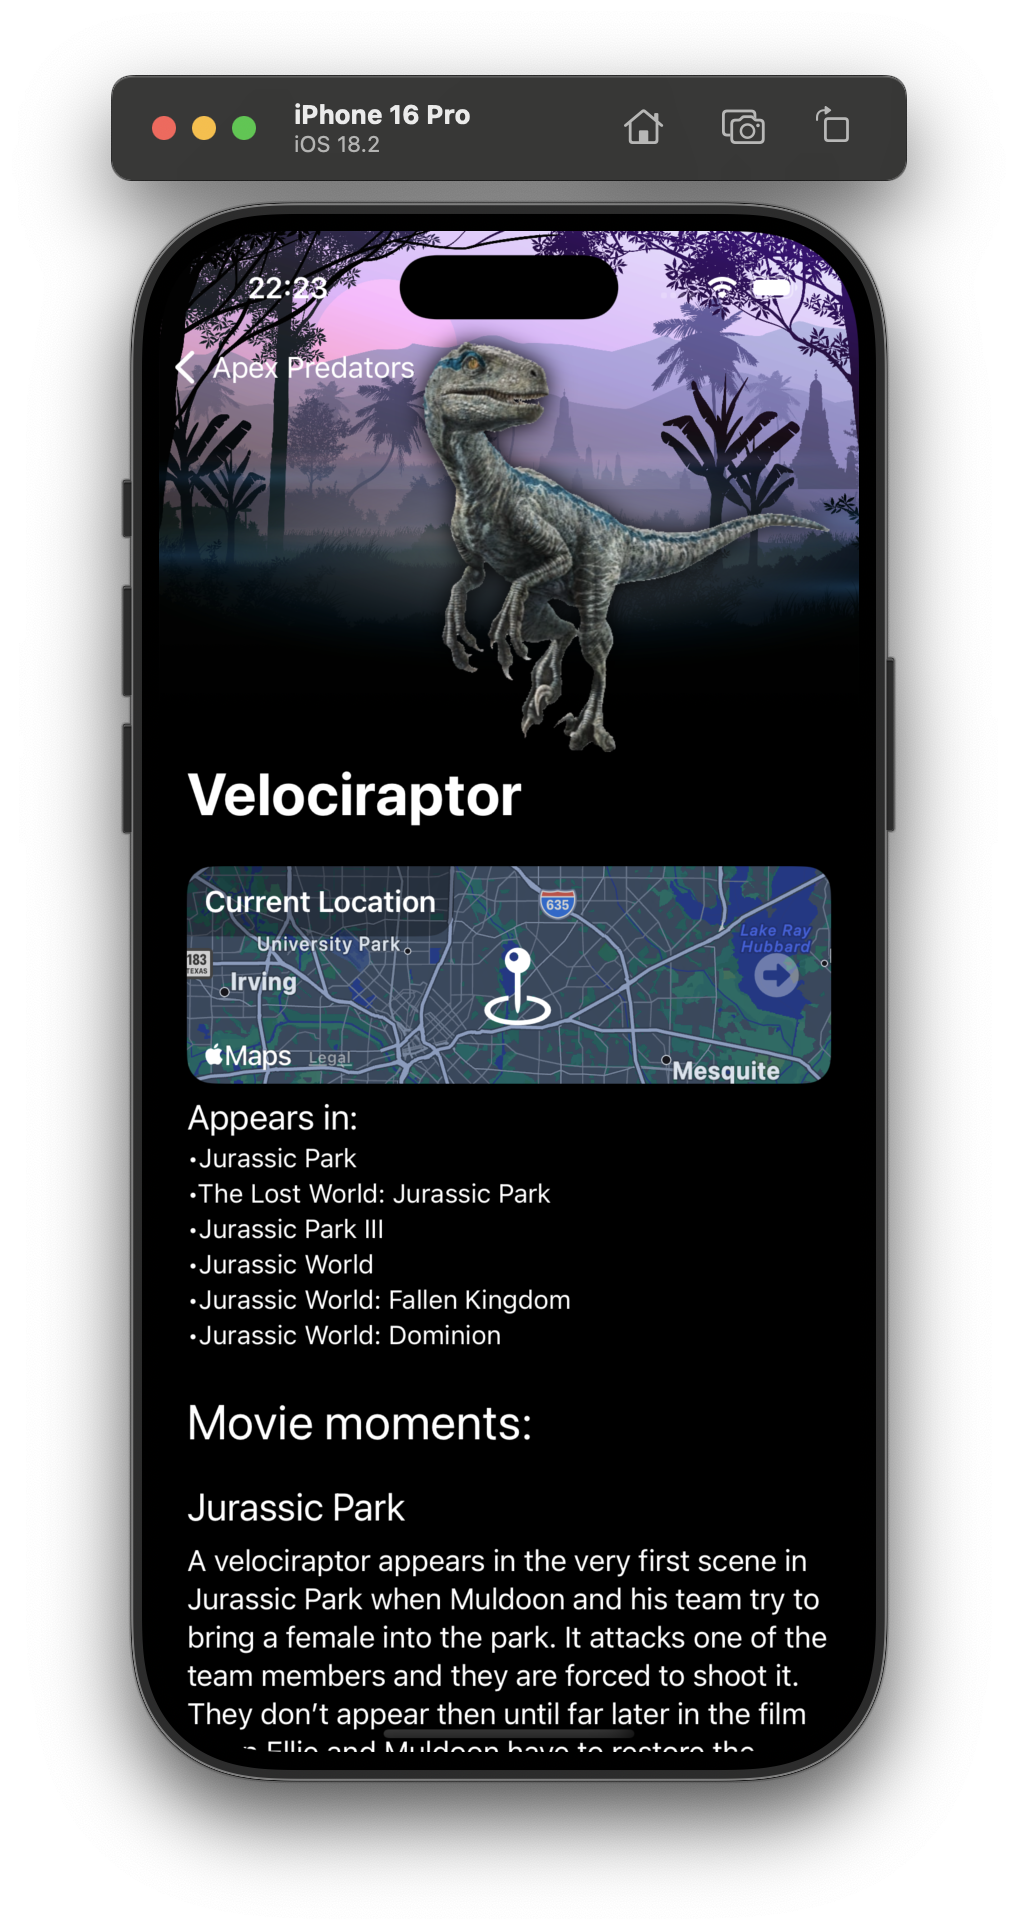 iPhone 16 Pro
iOS 18.2
22:23
Apex Predators
Velociraptor
Current Location
635
University Park
Lake Ray
Hubbard
183
TEXAS
Irving
Maps
Legal
Mesquite
Appears in:
•Jurassic Park
•The Lost World: Jurassic Park
•Jurassic Park III
•Jurassic World
•Jurassic World: Fallen Kingdom
•Jurassic World: Dominion
Movie moments:
Jurassic Park
A velociraptor appears in the very first scene in
Jurassic Park when Muldoon and his team try to
bring a female into the park. It attacks one of the
team members and they are forced to shoot it.
They don’t appear then until far later in the film
Ellie and Muldoon have to restore the